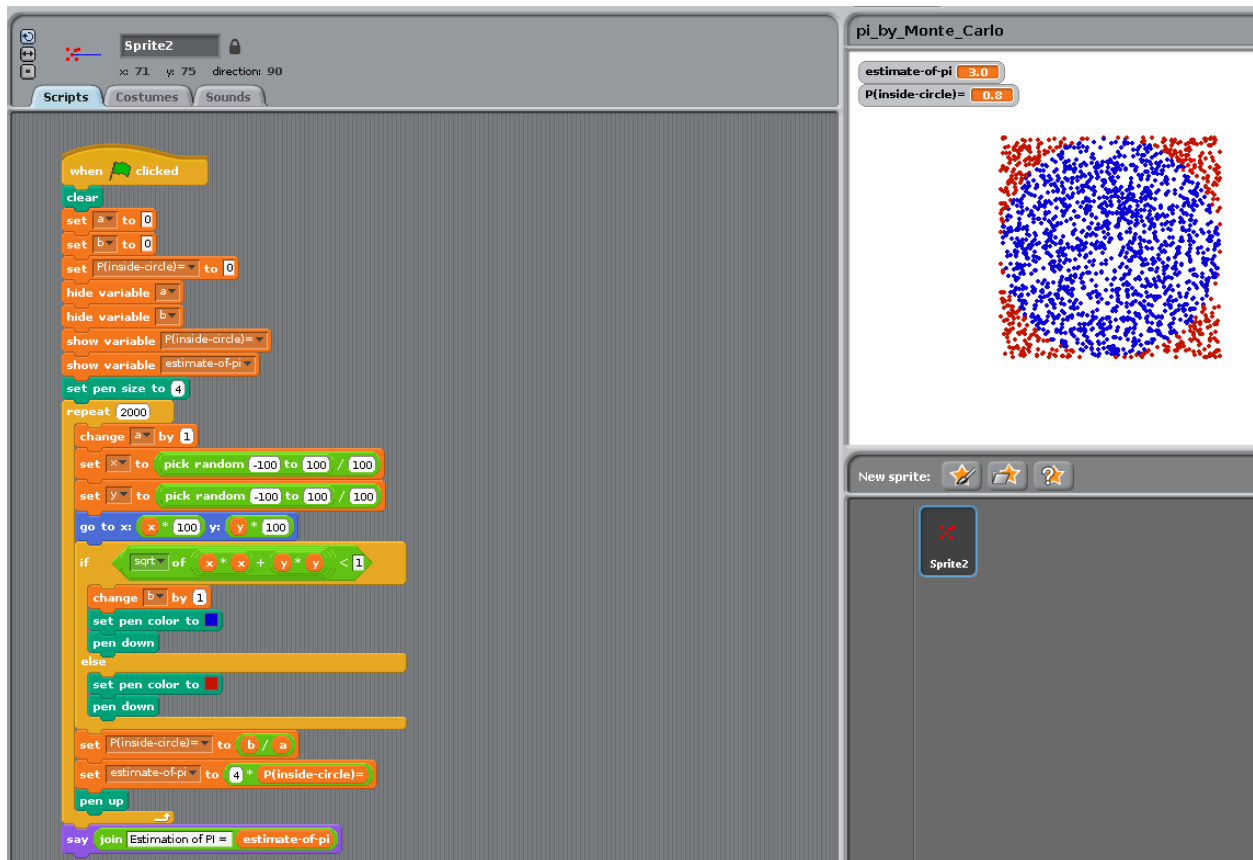 Sprite2
x: 71 y: 75 direction: 90
Scripts Costumes Sounds
when clicked
clear
set a to 0
set b to 0
set P(inside-circle)= to 0
hide variable a
hide variable b
show variable P(inside-circle)=
show variable estimate-of-pi
set pen size to 4
repeat 2000
change a by 1
set x to pick random -100 to 100 / 100
set y to pick random -100 to 100 / 100
go to x: x * 100 y: y * 100
if sqrt of x * x + y * y < 1
change b by 1
set pen color to
pen down
else
set pen color to
pen down
set P(inside-circle)= to b / a
set estimate-of-pi to 4 * P(inside-circle)=
pen up
say join Estimation of PI = estimate-of-pi
pi_by_Monte_Carlo
estimate-of-pi 3.0
P(inside-circle)= 0.8
New sprite:
Sprite2